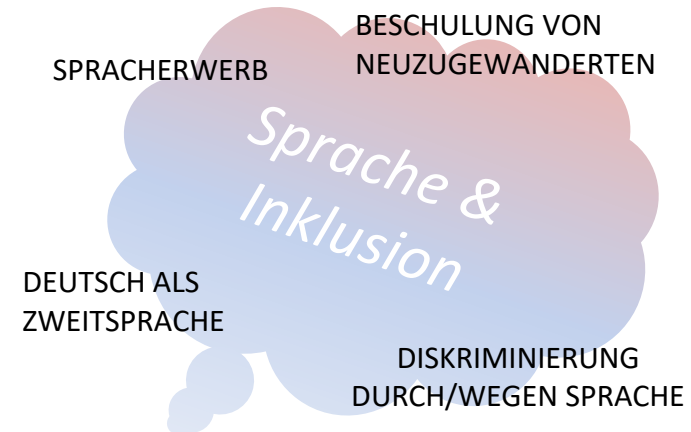 BESCHULUNG VON
NEUZUGEWANDERTEN
SPRACHERWERB
Sprache &
Inklusion
DEUTSCH ALS
ZWEITSPRACHE
DISKRIMINIERUNG
DURCH/WEGEN SPRACHE